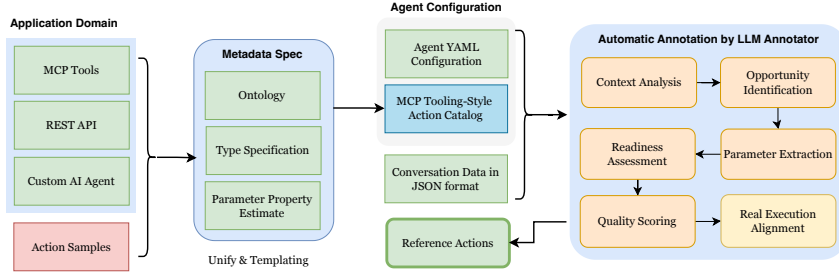 Application Domain
MCP Tools
REST API
Custom AI Agent
Action Samples
Metadata Spec
Ontology
Type Specification
Parameter Property
Estimate
Unify & Templating
Agent Configuration
Agent YAML
Configuration
MCP Tooling-Style
Action Catalog
Conversation Data in
JSON format
Reference Actions
Automatic Annotation by LLM Annotator
Context Analysis
Opportunity
Identification
Parameter Extraction
Readiness
Assessment
Quality Scoring
Real Execution
Alignment